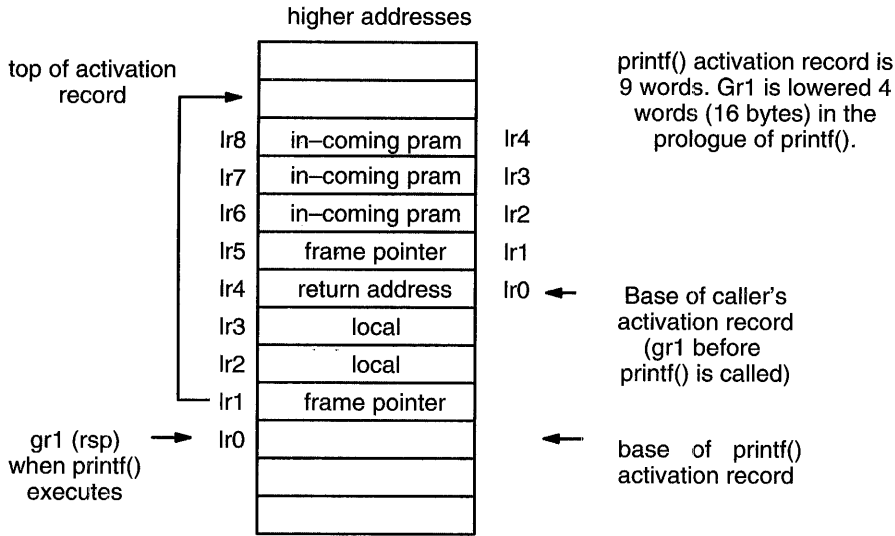 higher addresses
top of activation
record
printf() activation record is
9 words. Gr1 is lowered 4
words (16 bytes) in the
prologue of printf().
lr8 in–coming pram lr4
lr7 in–coming pram lr3
lr6 in–coming pram lr2
lr5 frame pointer lr1
lr4 return address lr0
lr3 local
lr2 local
lr1 frame pointer
lr0
Base of caller's
activation record
(gr1 before
printf() is called)
gr1 (rsp)
when printf()
executes
base of printf()
activation record